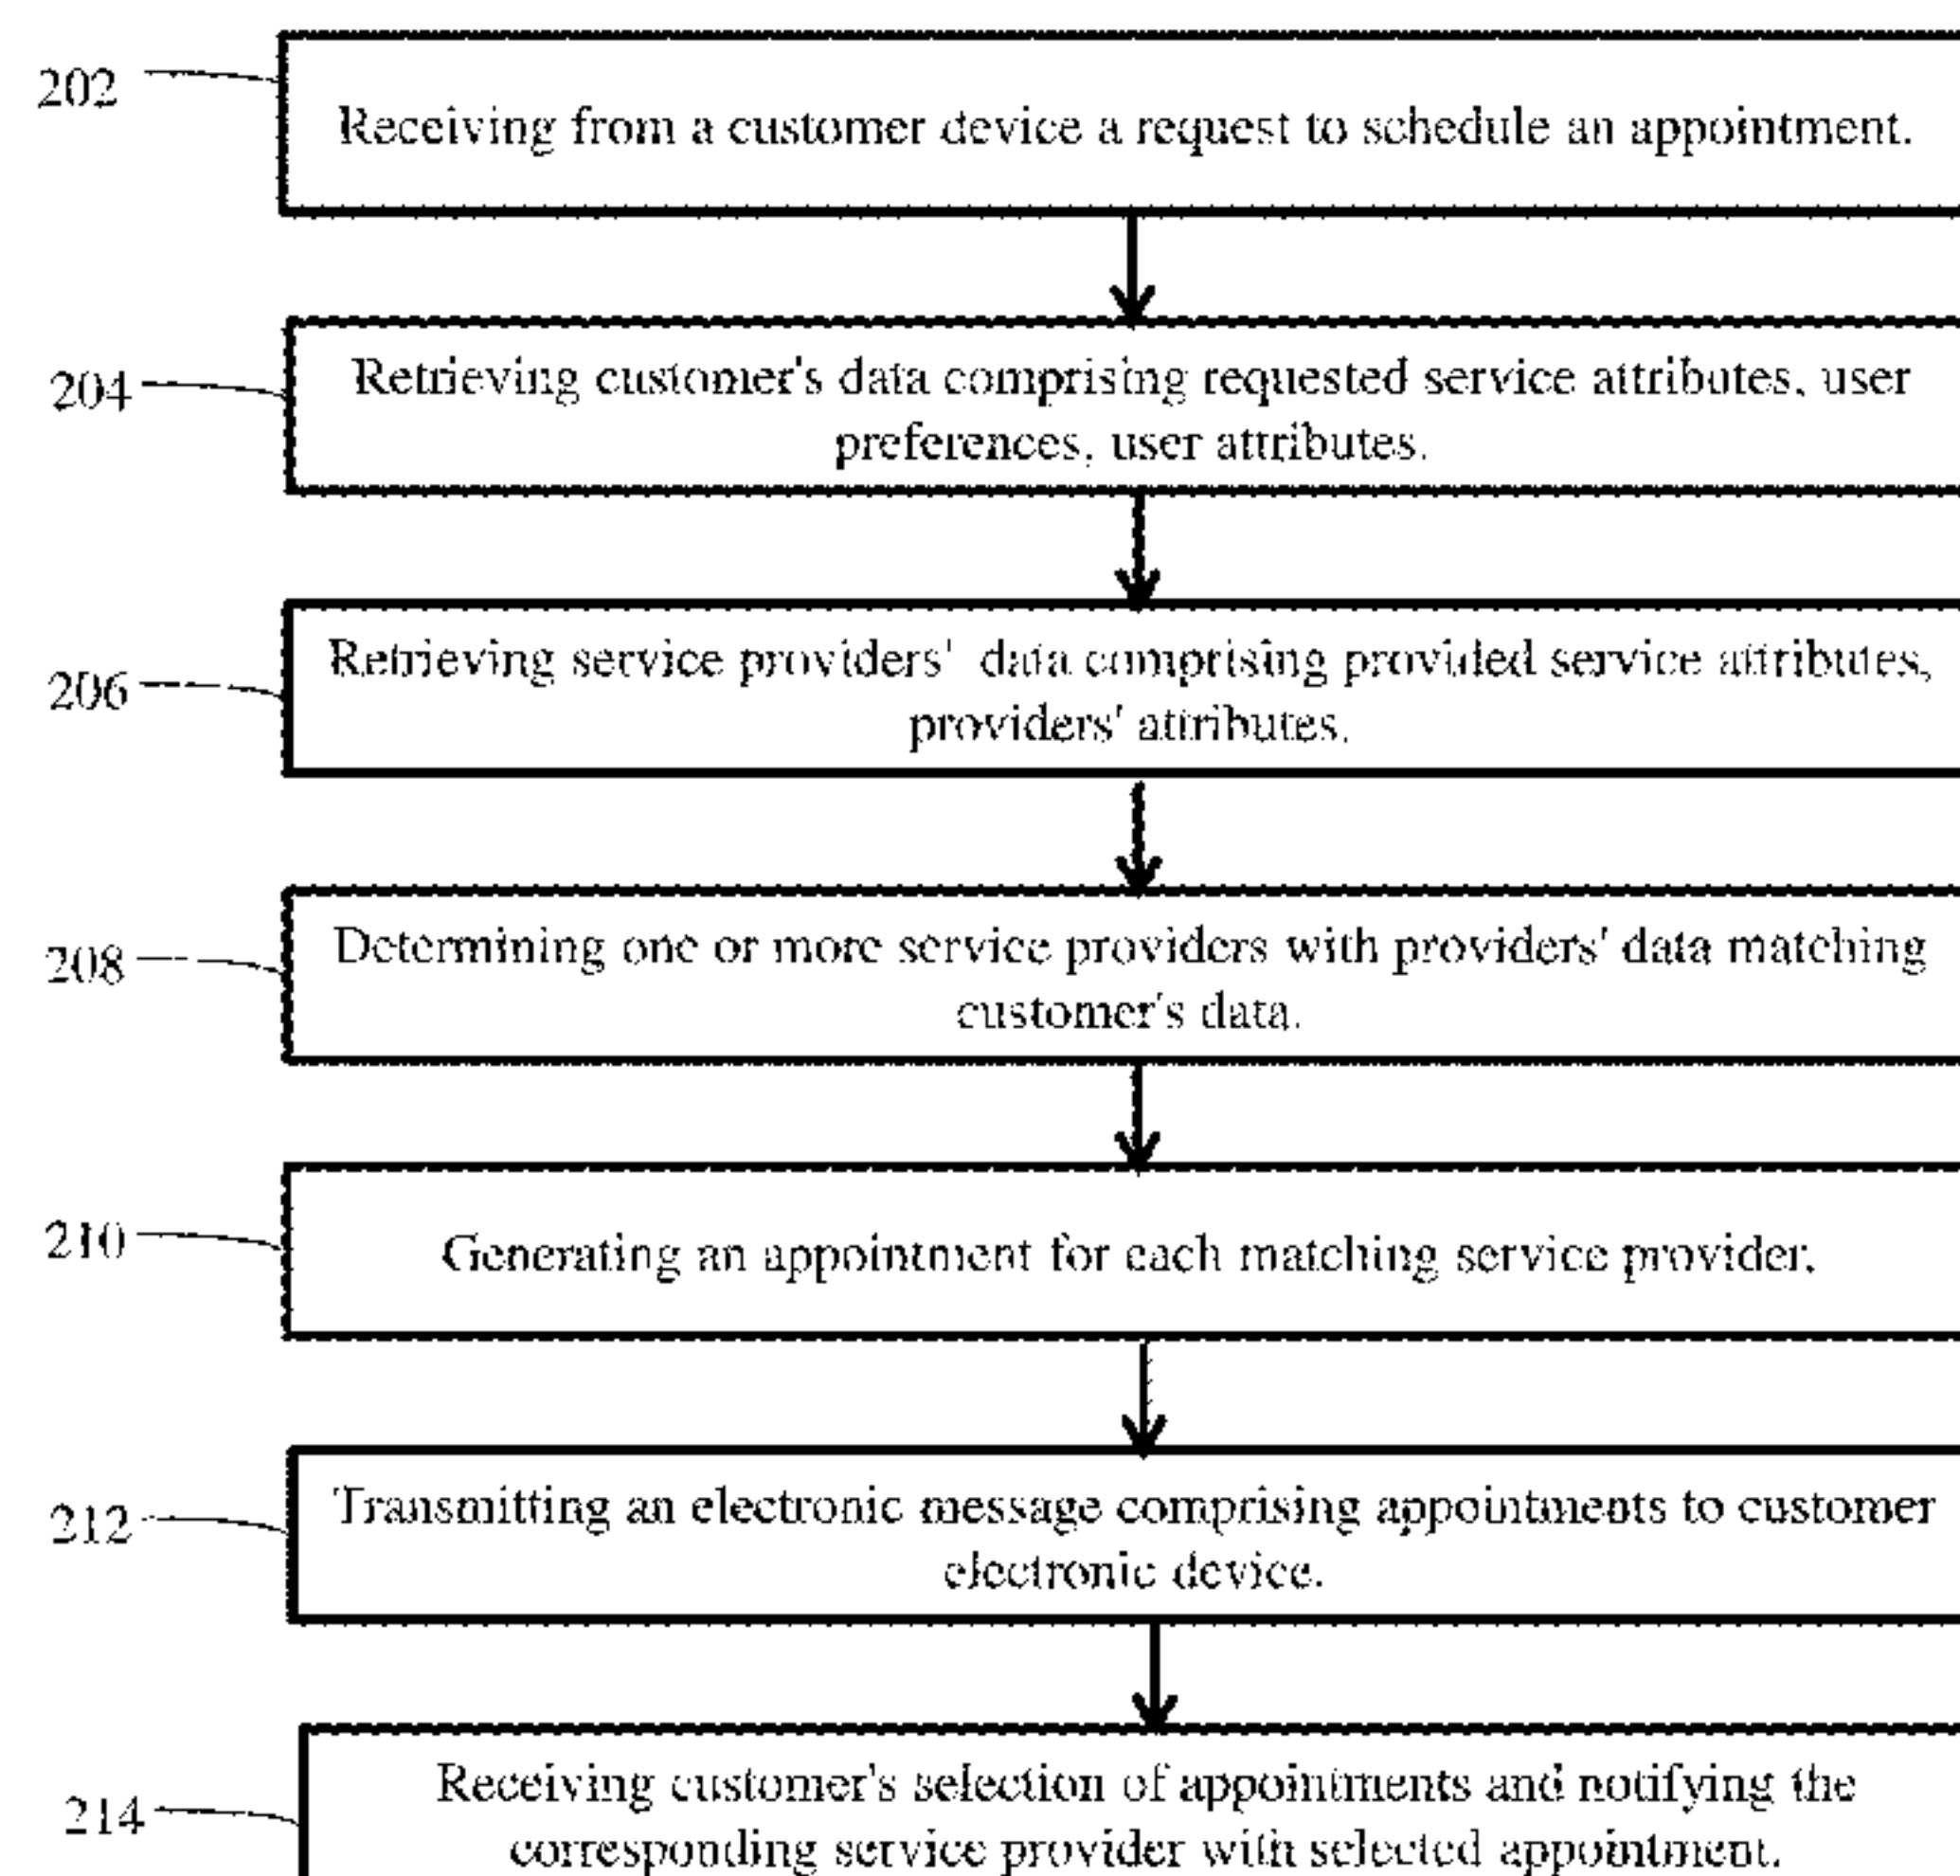 202
Receiving from a customer device a request to schedule an appointment.
204
Retrieving customer's data comprising requested service attributes, user
preferences, user attributes.
206
Retrieving service providers' data comprising provided service attributes,
providers' attributes.
208
Determining one or more service providers with providers' data matching
customer's data.
210
Generating an appointment for each matching service provider.
212
Transmitting an electronic message comprising appointments to customer
electronic device.
214
Receiving customer's selection of appointments and notifying the
corresponding service provider with selected appointment.